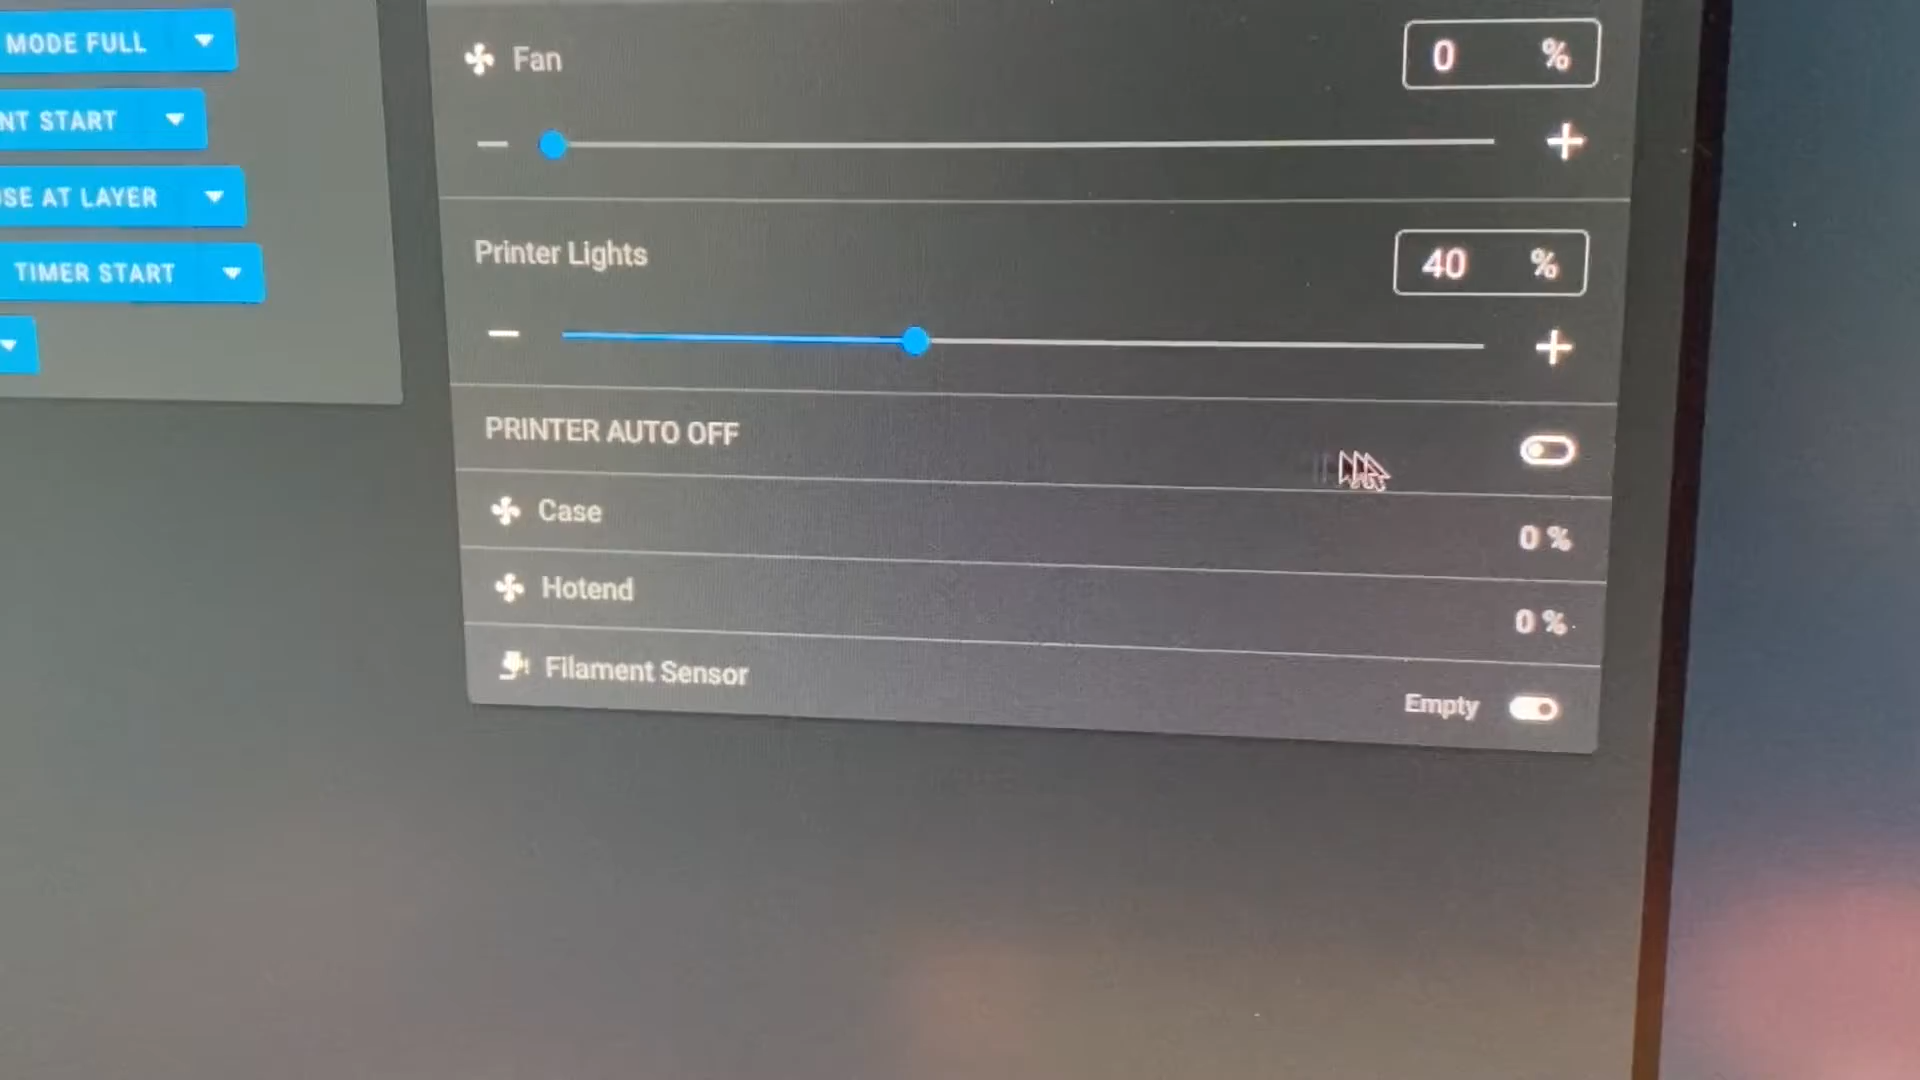 MODE FULL
NT START
SE AT LAYER
TIMER START
Fan
0 %
Printer Lights
40 %
PRINTER AUTO OFF
Case
0 %
Hotend
0 %
Filament Sensor
Empty